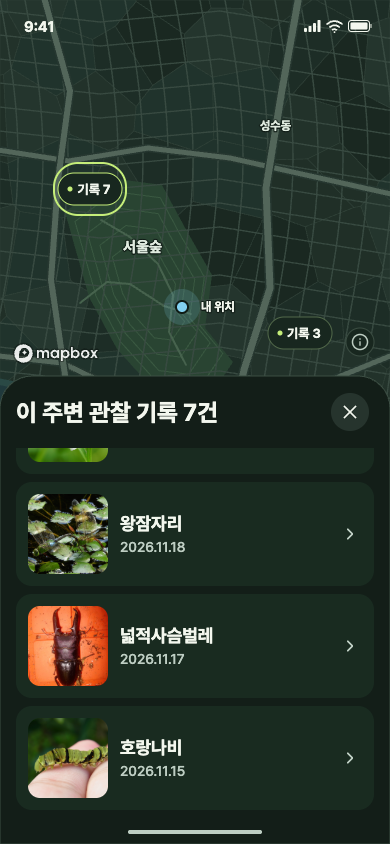 9:41
성수동
기록 7
서울숲
내 위치
기록 3
mapbox
이 주변 관찰 기록 7건
왕잠자리
2026.11.18
넓적사슴벌레
2026.11.17
호랑나비
2026.11.15